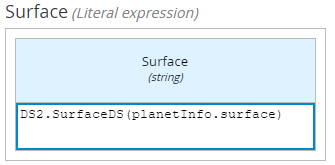 Surface (Literal expression)
Surface
(string)
DS2.SurfaceDS(planetInfo.surface)